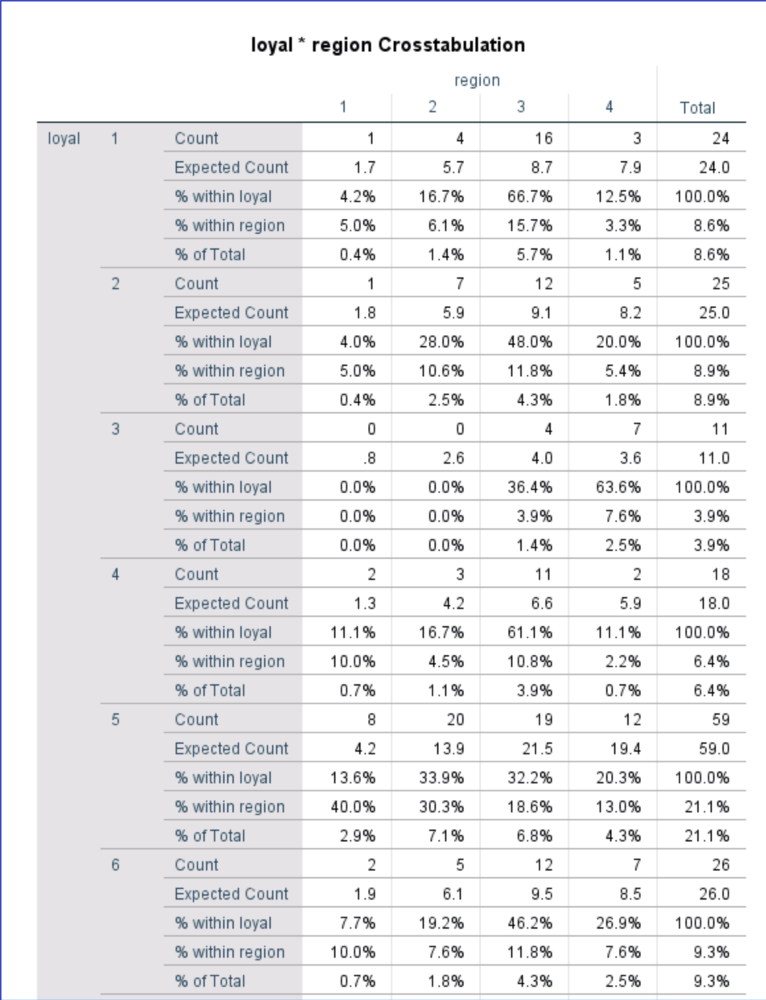 loyal * region Crosstabulation
region
1 2 3 4 Total
loyal 1 Count 1 4 16 3 24
Expected Count 1.7 5.7 8.7 7.9 24.0
% within loyal 4.2% 16.7% 66.7% 12.5% 100.0%
% within region 5.0% 6.1% 15.7% 3.3% 8.6%
% of Total 0.4% 1.4% 5.7% 1.1% 8.6%
2 Count 1 7 12 5 25
Expected Count 1.8 5.9 9.1 8.2 25.0
% within loyal 4.0% 28.0% 48.0% 20.0% 100.0%
% within region 5.0% 10.6% 11.8% 5.4% 8.9%
% of Total 0.4% 2.5% 4.3% 1.8% 8.9%
3 Count 0 0 4 7 11
Expected Count .8 2.6 4.0 3.6 11.0
% within loyal 0.0% 0.0% 36.4% 63.6% 100.0%
% within region 0.0% 0.0% 3.9% 7.6% 3.9%
% of Total 0.0% 0.0% 1.4% 2.5% 3.9%
4 Count 2 3 11 2 18
Expected Count 1.3 4.2 6.6 5.9 18.0
% within loyal 11.1% 16.7% 61.1% 11.1% 100.0%
% within region 10.0% 4.5% 10.8% 2.2% 6.4%
% of Total 0.7% 1.1% 3.9% 0.7% 6.4%
5 Count 8 20 19 12 59
Expected Count 4.2 13.9 21.5 19.4 59.0
% within loyal 13.6% 33.9% 32.2% 20.3% 100.0%
% within region 40.0% 30.3% 18.6% 13.0% 21.1%
% of Total 2.9% 7.1% 6.8% 4.3% 21.1%
6 Count 2 5 12 7 26
Expected Count 1.9 6.1 9.5 8.5 26.0
% within loyal 7.7% 19.2% 46.2% 26.9% 100.0%
% within region 10.0% 7.6% 11.8% 7.6% 9.3%
% of Total 0.7% 1.8% 4.3% 2.5% 9.3%